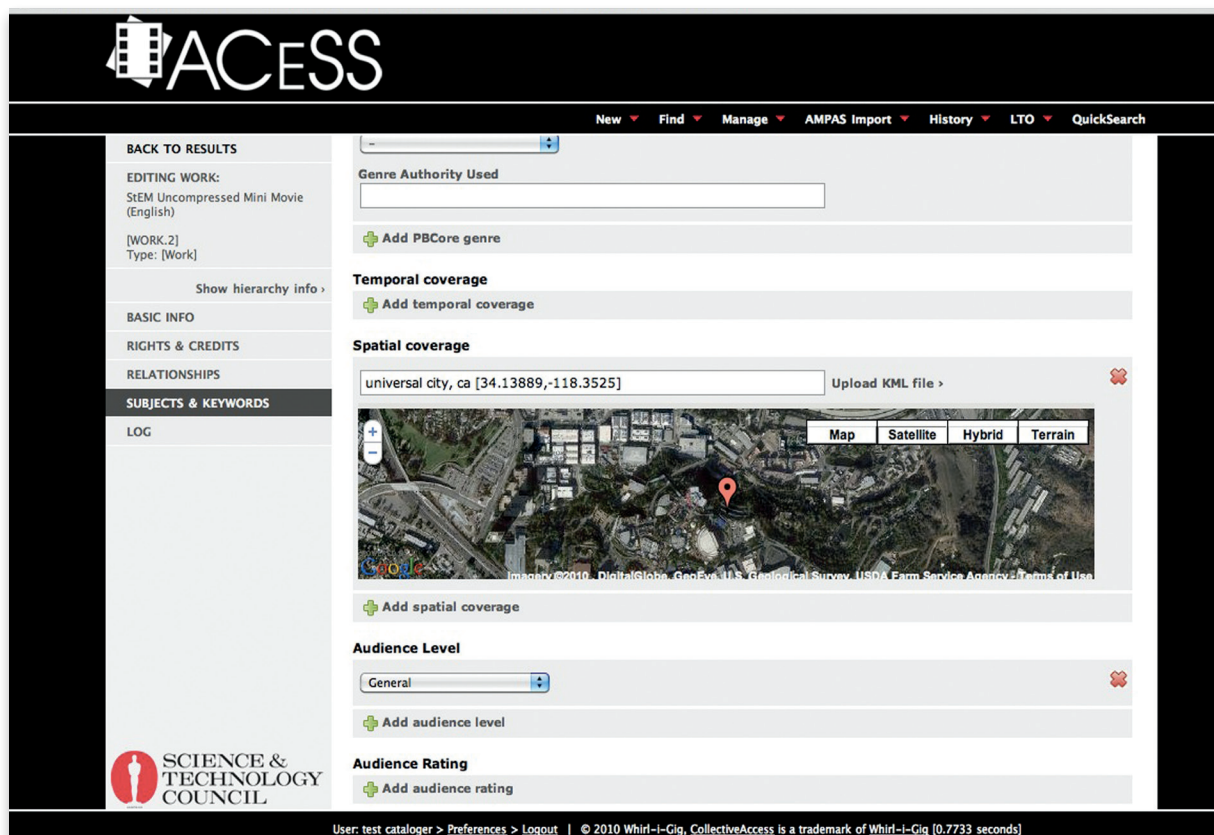 ACESS
New Find Manage AMPAS Import History LTO QuickSearch
BACK TO RESULTS
EDITING WORK:
StEM Uncompressed Mini Movie
(English)
[WORK.2]
Type: [Work]
Show hierarchy info ›
BASIC INFO
RIGHTS & CREDITS
RELATIONSHIPS
SUBJECTS & KEYWORDS
LOG
SCIENCE &
TECHNOLOGY
COUNCIL
-
Genre Authority Used
Add PBCore genre
Temporal coverage
Add temporal coverage
Spatial coverage
universal city, ca [34.13889,-118.3525]
Upload KML file ›
+
-
Map Satellite Hybrid Terrain
Google
Imagery ©2010 , DigitalGlobe, GeoEye, U.S. Geological Survey, USDA Farm Service Agency - Terms of Use
Add spatial coverage
Audience Level
General
Add audience level
Audience Rating
Add audience rating
User: test cataloger > Preferences > Logout | © 2010 Whirl-i-Gig, CollectiveAccess is a trademark of Whirl-i-Gig [0.7733 seconds]